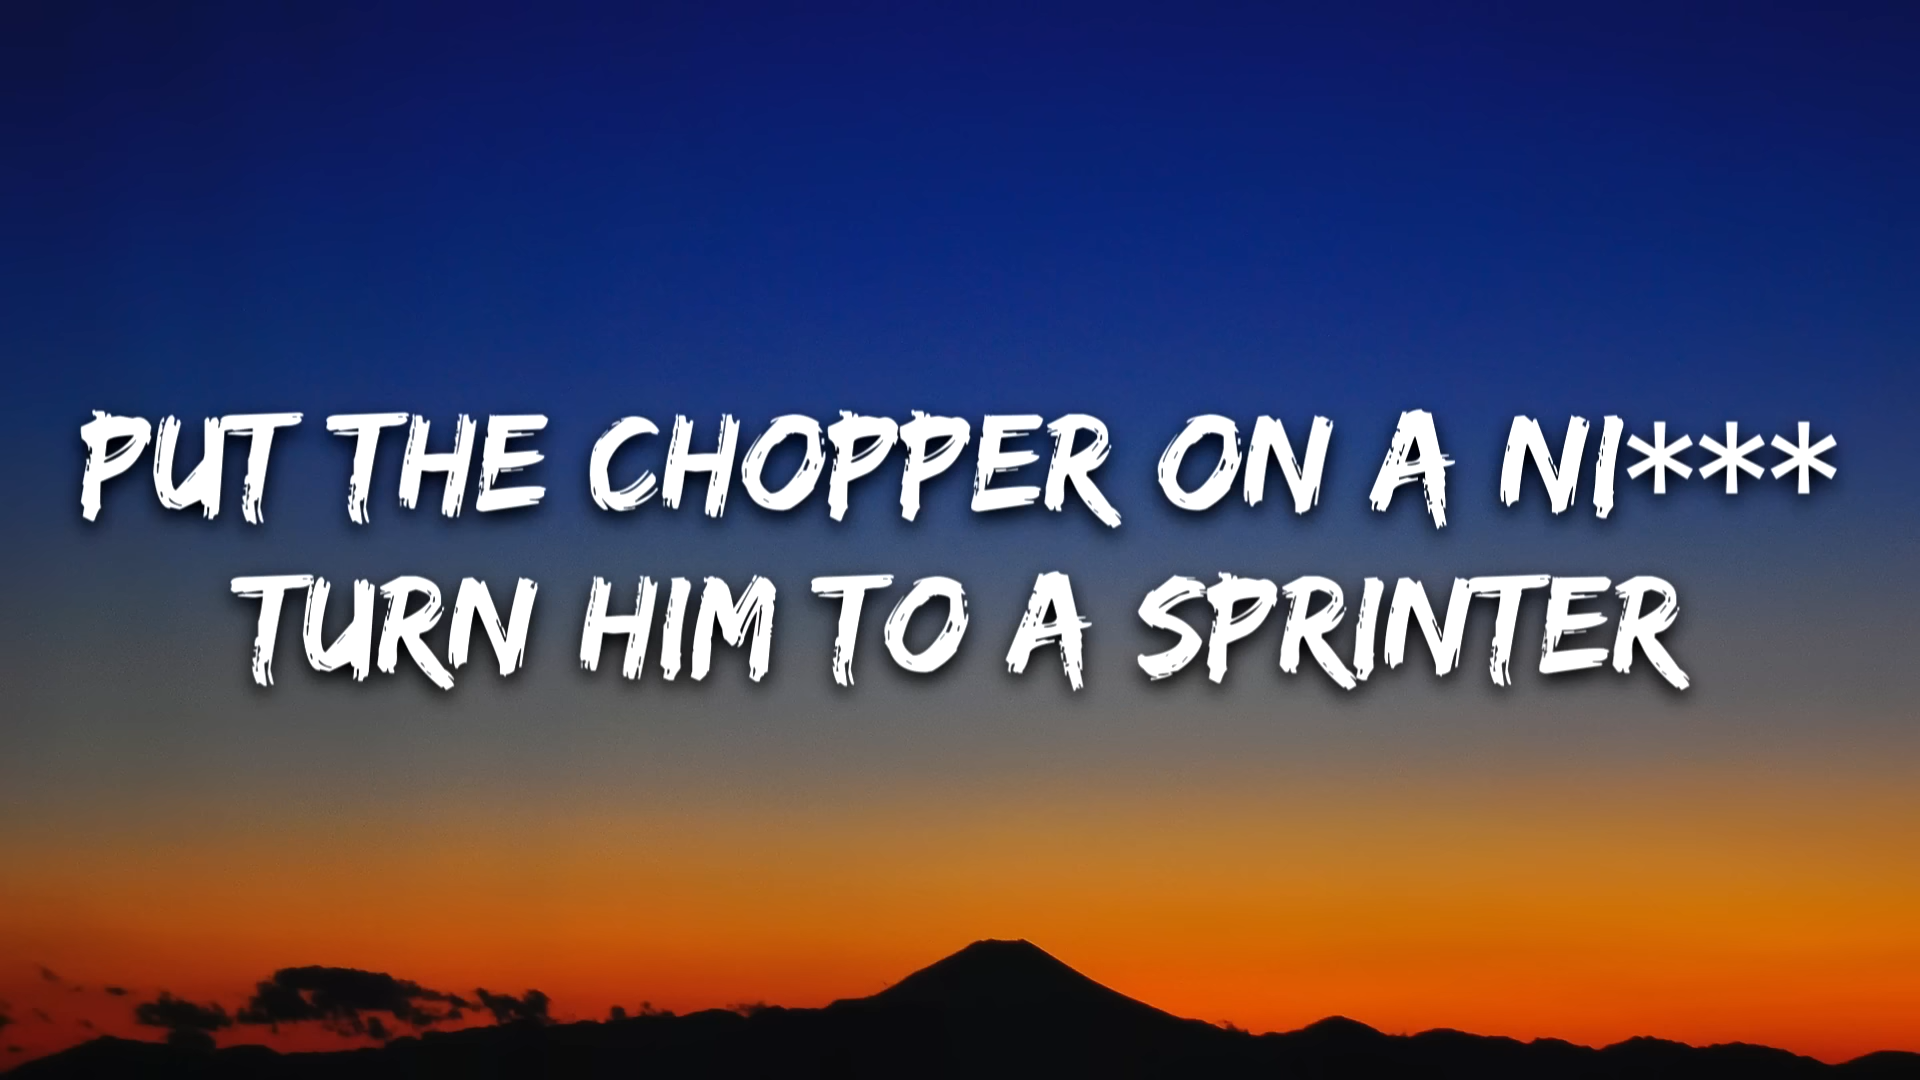 PUT THE CHOPPER ON A NI***
TURN HIM TO A SPRINTER